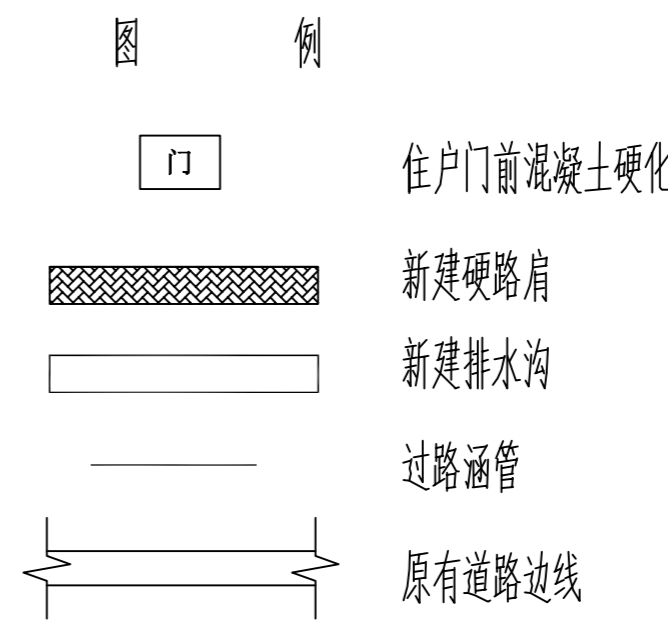 图 例
门 住户门前混凝土硬化
新建硬路肩
新建排水沟
过路涵管
原有道路边线